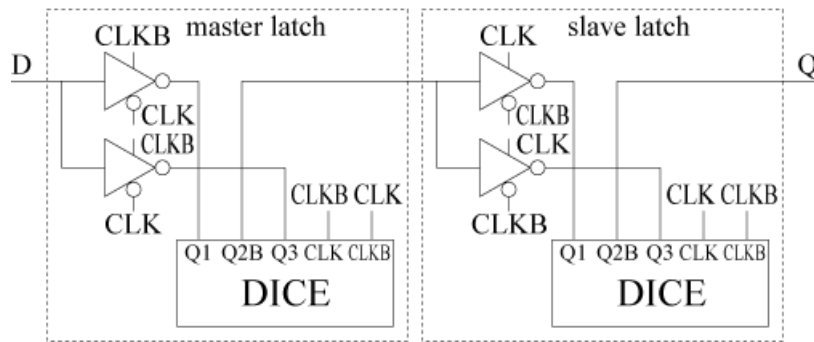 master latch
slave latch
CLKB
CLK
D
Q
CLK
CLKB
CLKB
CLK
CLK
CLKB
CLKB CLK
CLK CLKB
Q1 Q2B Q3 CLK CLKB
Q1 Q2B Q3 CLK CLKB
DICE
DICE